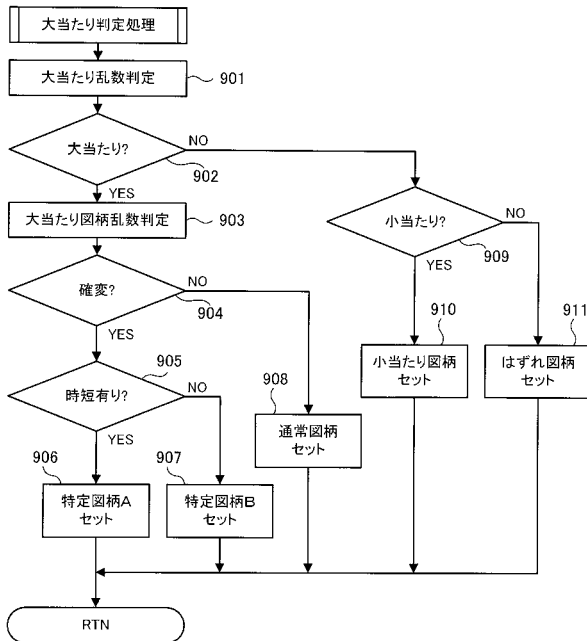 大当たり判定処理
大当たり乱数判定
901
大当たり?
NO
902
YES
大当たり図柄乱数判定
903
小当たり?
NO
909
YES
確変?
NO
904
YES
910
小当たり図柄
セット
911
はずれ図柄
セット
905
時短有り?
NO
YES
908
通常図柄
セット
906
特定図柄A
セット
907
特定図柄B
セット
RTN